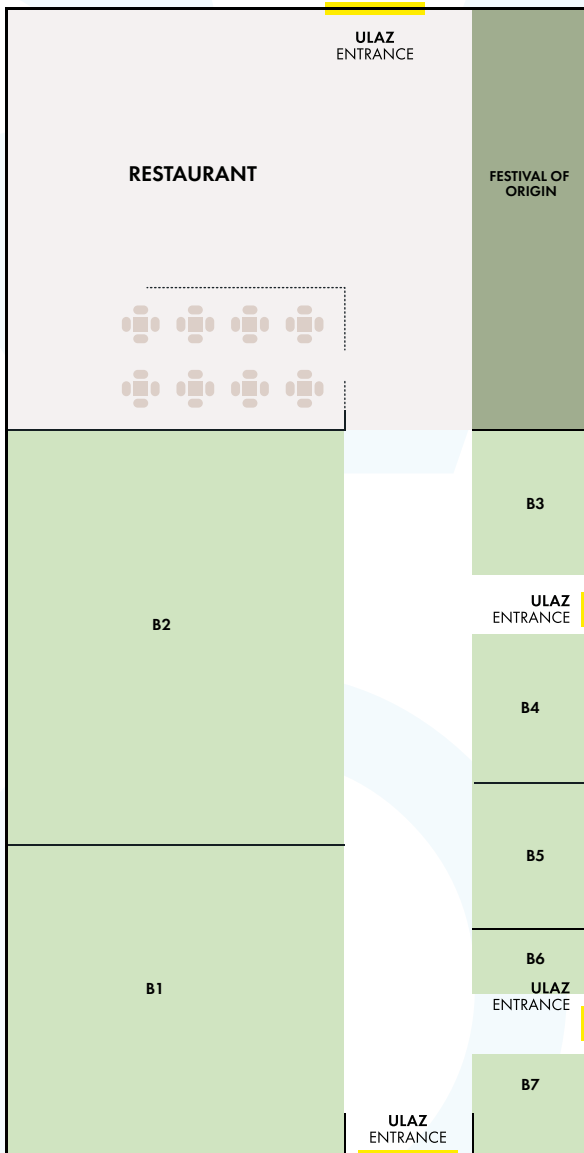 ULAZ
ENTRANCE
RESTAURANT
FESTIVAL OF
ORIGIN
B3
ULAZ
ENTRANCE
B2
B4
B5
B6
B1
ULAZ
ENTRANCE
B7
ULAZ
ENTRANCE